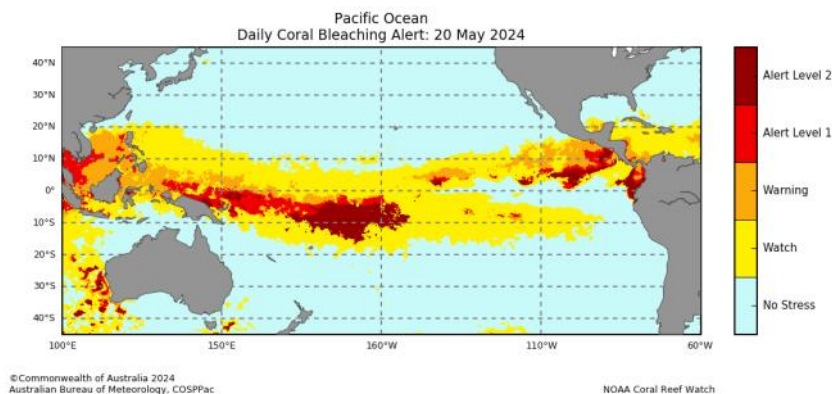 Pacific Ocean
Daily Coral Bleaching Alert: 20 May 2024
40°N
30°N
20°N
10°N
0°
10°S
20°S
30°S
40°S
100°E
150°E
160°W
110°W
60°W
Alert Level 2
Alert Level 1
Warning
Watch
No Stress
©Commonwealth of Australia 2024
Australian Bureau of Meteorology, COSPPac
NOAA Coral Reef Watch